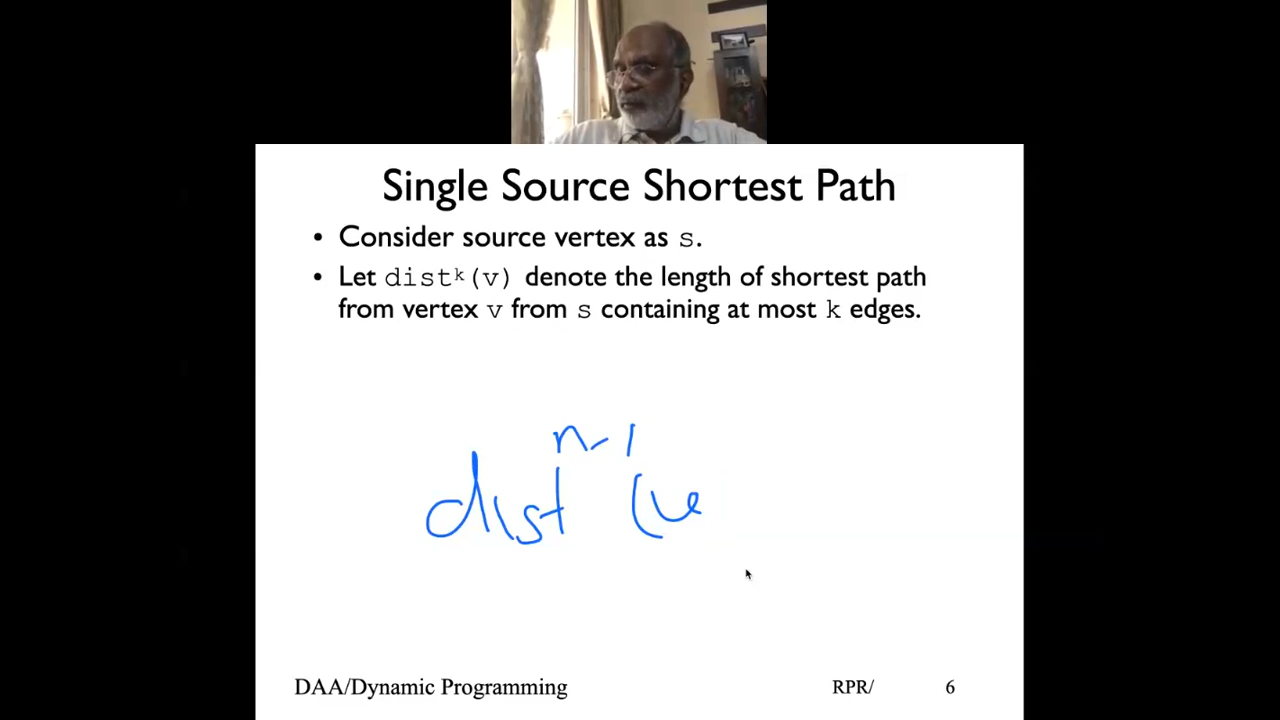 Single Source Shortest Path
• Consider source vertex as s.
• Let distᵏ(v) denote the length of shortest path
from vertex v from s containing at most k edges.
n-1
dist (v
DAA/Dynamic Programming RPR/ 6